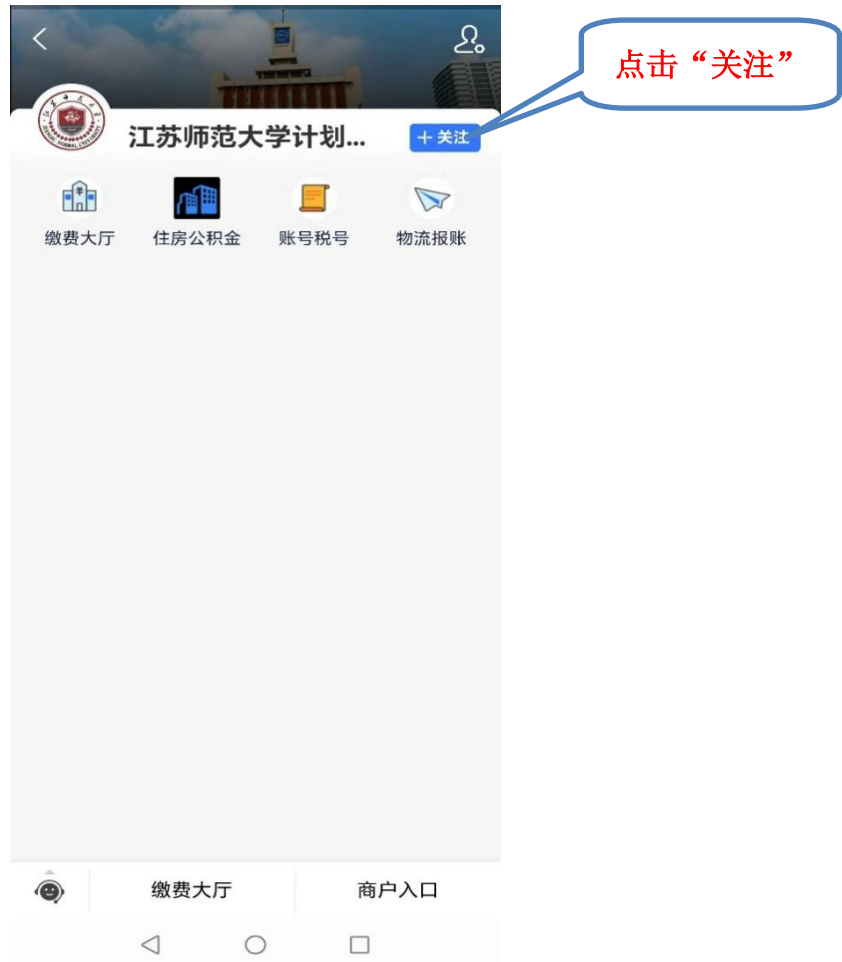 点击“关注”
江苏师范大学计划...
＋关注
缴费大厅 住房公积金 账号税号 物流报账
缴费大厅 商户入口